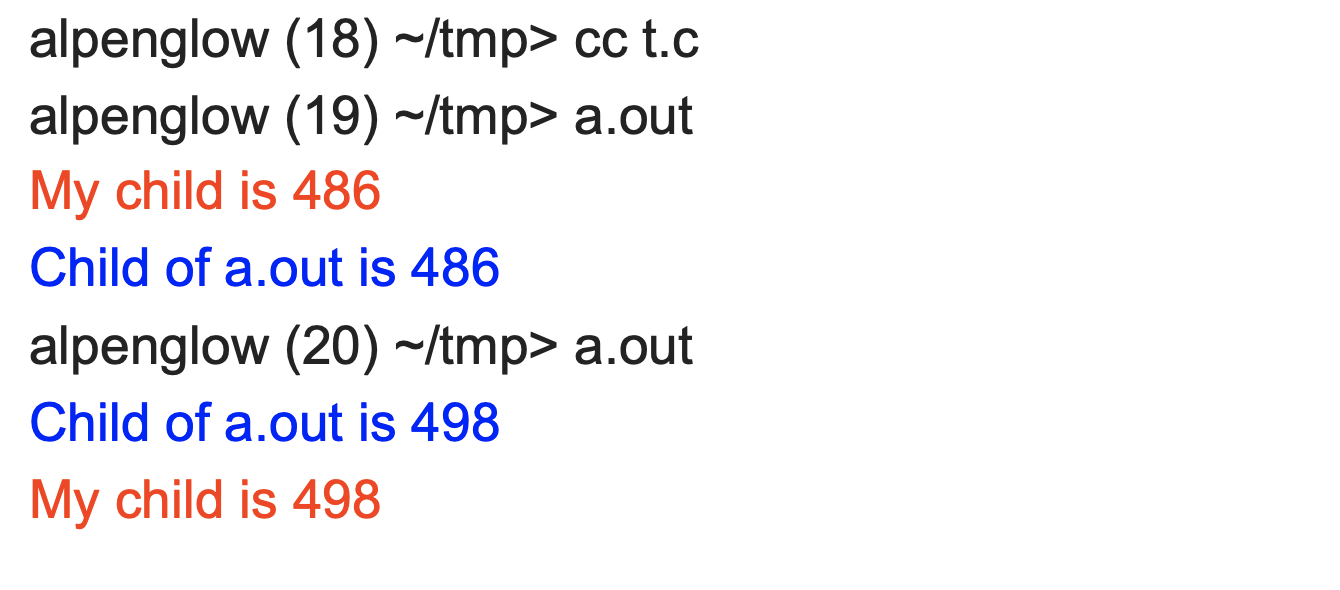 alpenglow (18) ~/tmp> cc t.c
alpenglow (19) ~/tmp> a.out
My child is 486
Child of a.out is 486
alpenglow (20) ~/tmp> a.out
Child of a.out is 498
My child is 498